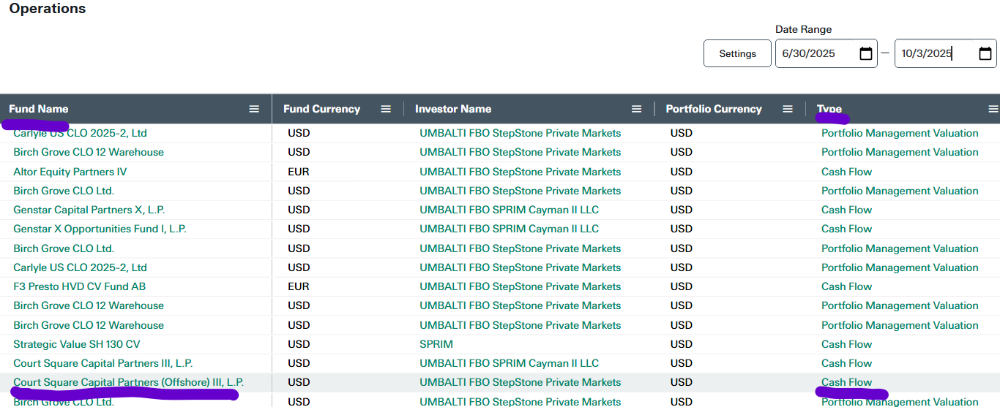 Operations
Date Range
Settings 6/30/2025 – 10/3/2025
Fund Name Fund Currency Investor Name Portfolio Currency Type
Carlyle US CLO 2025-2, Ltd USD UMBALTI FBO StepStone Private Markets USD Portfolio Management Valuation
Birch Grove CLO 12 Warehouse USD UMBALTI FBO StepStone Private Markets USD Portfolio Management Valuation
Altor Equity Partners IV EUR UMBALTI FBO StepStone Private Markets USD Cash Flow
Birch Grove CLO Ltd. USD UMBALTI FBO StepStone Private Markets USD Portfolio Management Valuation
Genstar Capital Partners X, L.P. USD UMBALTI FBO SPRIM Cayman II LLC USD Cash Flow
Genstar X Opportunities Fund I, L.P. USD UMBALTI FBO SPRIM Cayman II LLC USD Cash Flow
Birch Grove CLO Ltd. USD UMBALTI FBO StepStone Private Markets USD Portfolio Management Valuation
Carlyle US CLO 2025-2, Ltd USD UMBALTI FBO StepStone Private Markets USD Portfolio Management Valuation
F3 Presto HVD CV Fund AB EUR UMBALTI FBO StepStone Private Markets USD Cash Flow
Birch Grove CLO 12 Warehouse USD UMBALTI FBO StepStone Private Markets USD Portfolio Management Valuation
Birch Grove CLO 12 Warehouse USD UMBALTI FBO StepStone Private Markets USD Portfolio Management Valuation
Strategic Value SH 130 CV USD SPRIM USD Cash Flow
Court Square Capital Partners III, L.P. USD UMBALTI FBO SPRIM Cayman II LLC USD Cash Flow
Court Square Capital Partners (Offshore) III, L.P. USD UMBALTI FBO StepStone Private Markets USD Cash Flow
Birch Grove CLO Ltd. USD UMBALTI FBO StepStone Private Markets USD Portfolio Management Valuation